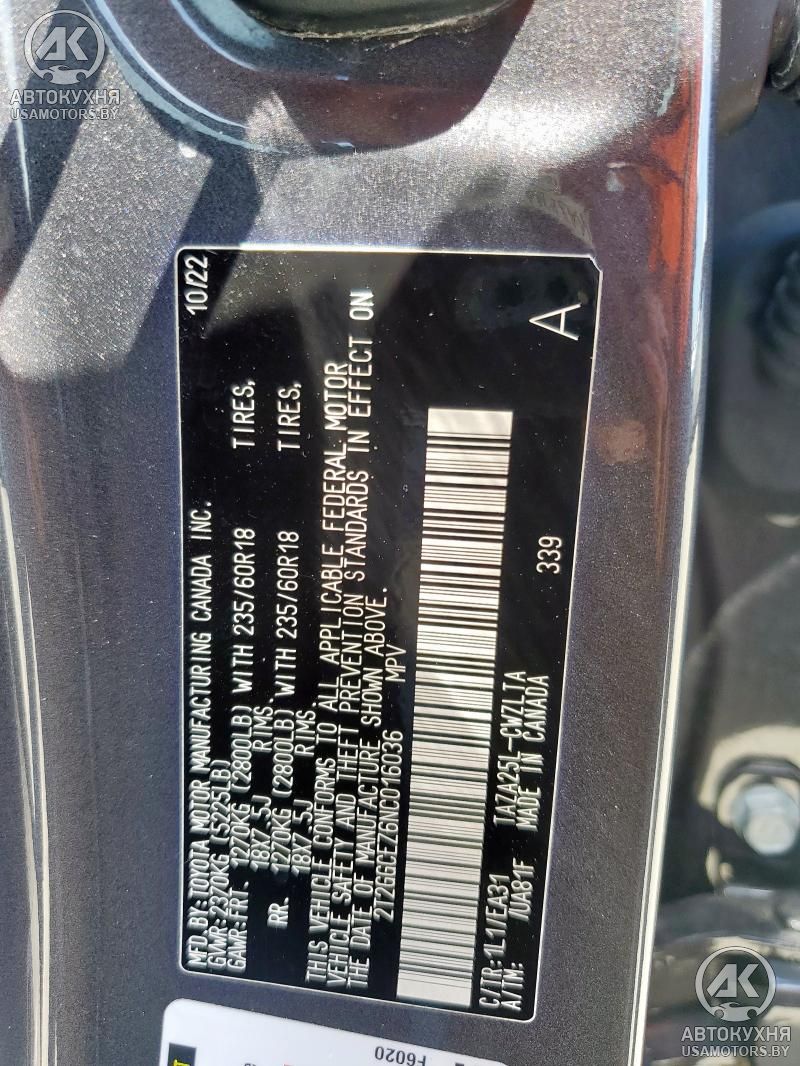 AK
АВТОКУХНЯ
USAMOTORS.BY
MFD.BY:TOYOTA MOTOR MANUFACTURING CANADA INC. 10/22
GVWR:2370KG (5225LB)
GAWR:FRT. 1270KG (2800LB) WITH 235/60R18 TIRES,
18X7.5J RIMS,
RR. 1270KG (2800LB) WITH 235/60R18 TIRES,
18X7.5J RIMS.
THIS VEHICLE CONFORMS TO ALL APPLICABLE FEDERAL MOTOR
VEHICLE SAFETY AND THEFT PREVENTION STANDARDS IN EFFECT ON
THE DATE OF MANUFACTURE SHOWN ABOVE.
2T2GGCEZ6NC016036 MPV
C/TR:1L1/EA31 TAZA25L-CWZLTA 339 A
A/TM: /UA81F MADE IN CANADA
F6020
AK
АВТОКУХНЯ
USAMOTORS.BY